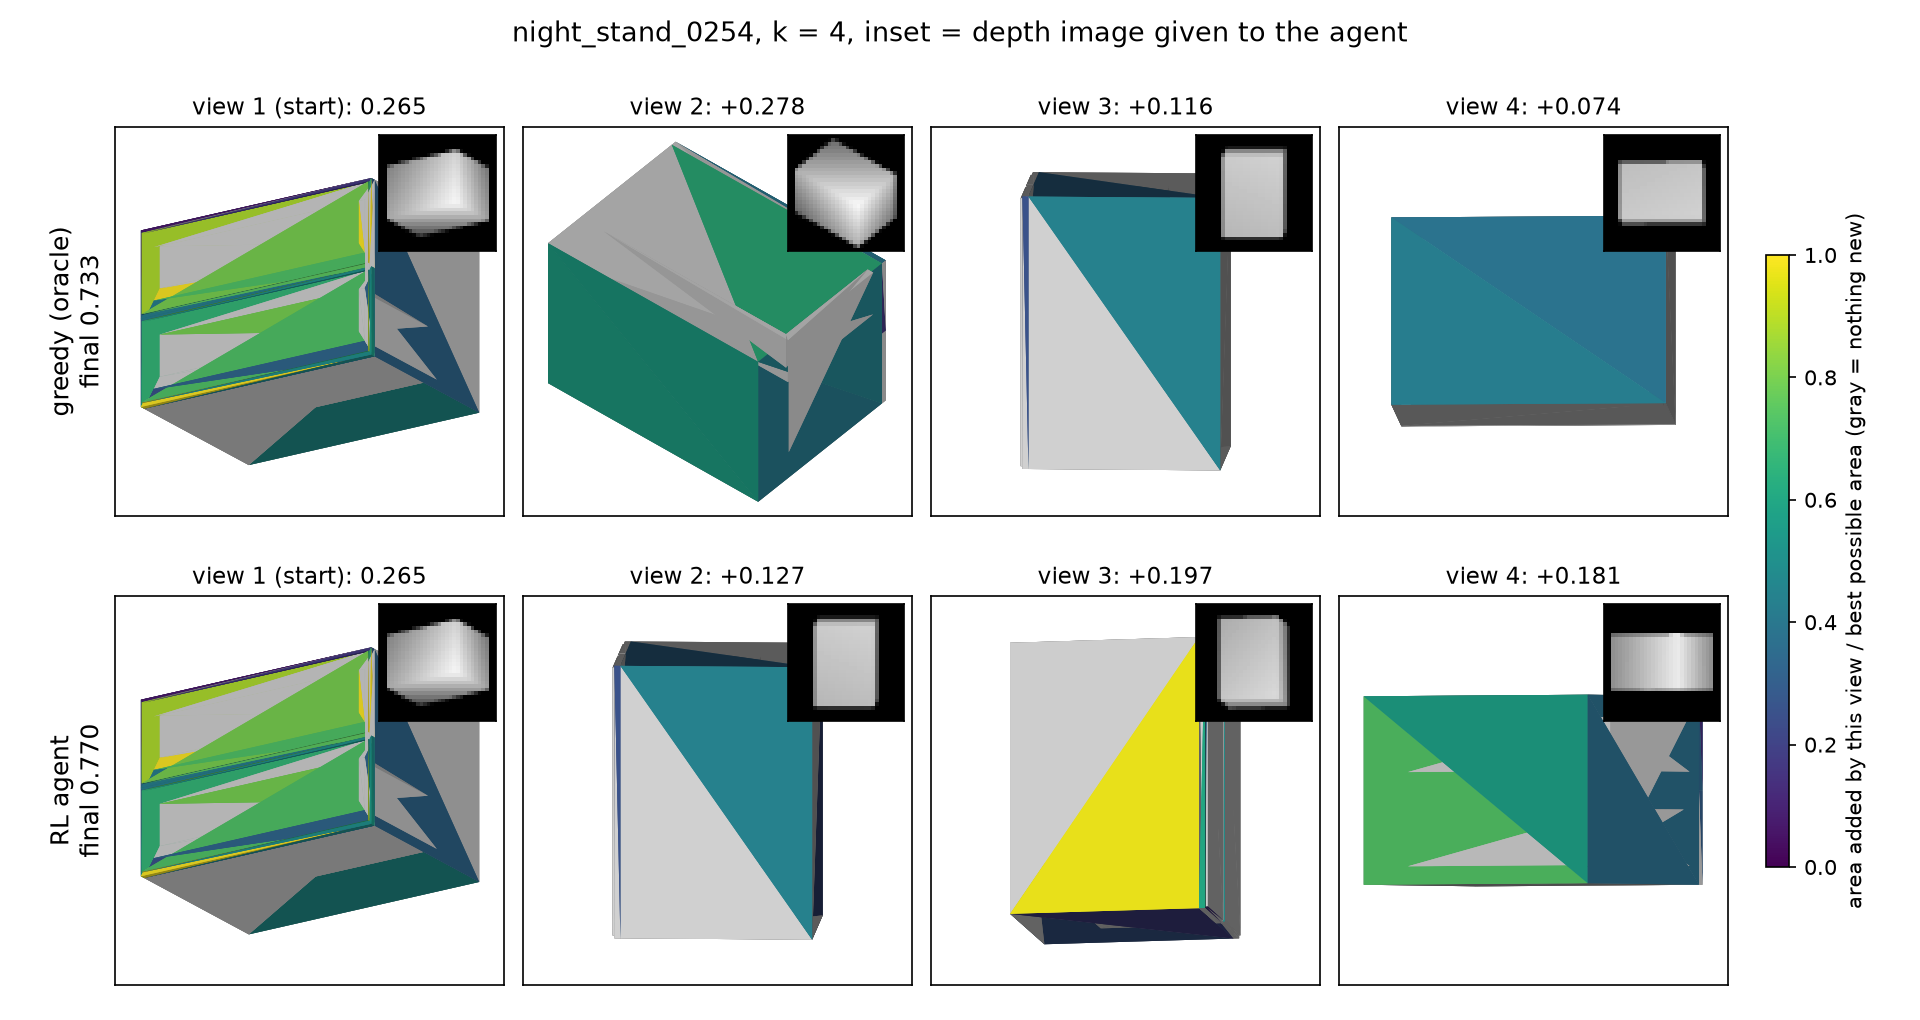 night_stand_0254, k = 4, inset = depth image given to the agent
view 1 (start): 0.265
view 2: +0.278
view 3: +0.116
view 4: +0.074
greedy (oracle)
final 0.733
view 1 (start): 0.265
view 2: +0.127
view 3: +0.197
view 4: +0.181
RL agent
final 0.770
1.0
0.8
0.6
0.4
0.2
0.0
area added by this view / best possible area (gray = nothing new)